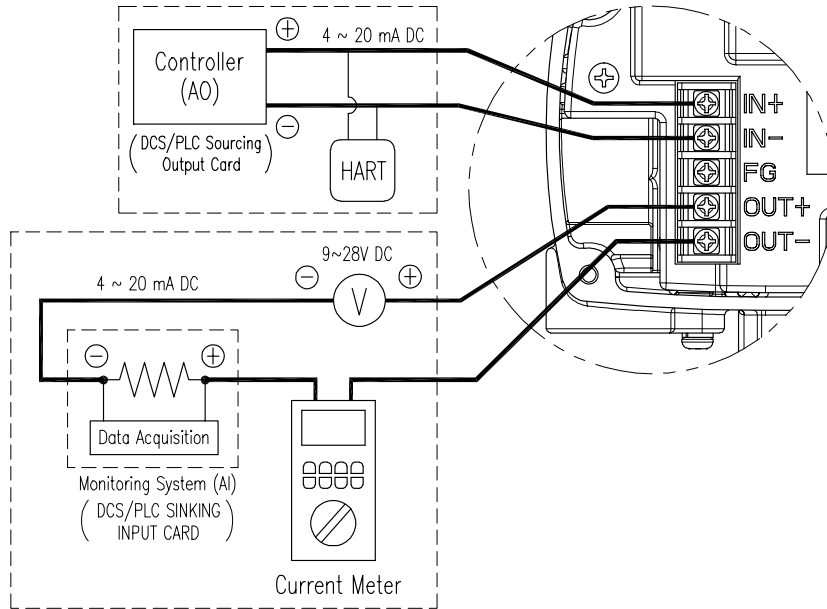 4 ~ 20 mA DC
Controller
(AO)
(DCS/PLC Sourcing
Output Card)
HART
IN+
IN-
FG
OUT+
OUT-
9~28V DC
4 ~ 20 mA DC
V
Data Acquisition
Monitoring System (AI)
(DCS/PLC SINKING
INPUT CARD)
Current Meter